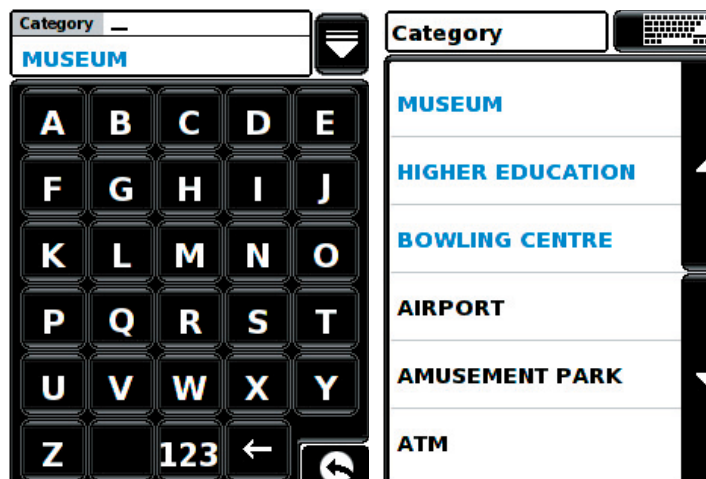 Category _
MUSEUM
A B C D E
F G H I J
K L M N O
P Q R S T
U V W X Y
Z 123 ←
Category
MUSEUM
HIGHER EDUCATION
BOWLING CENTRE
AIRPORT
AMUSEMENT PARK
ATM